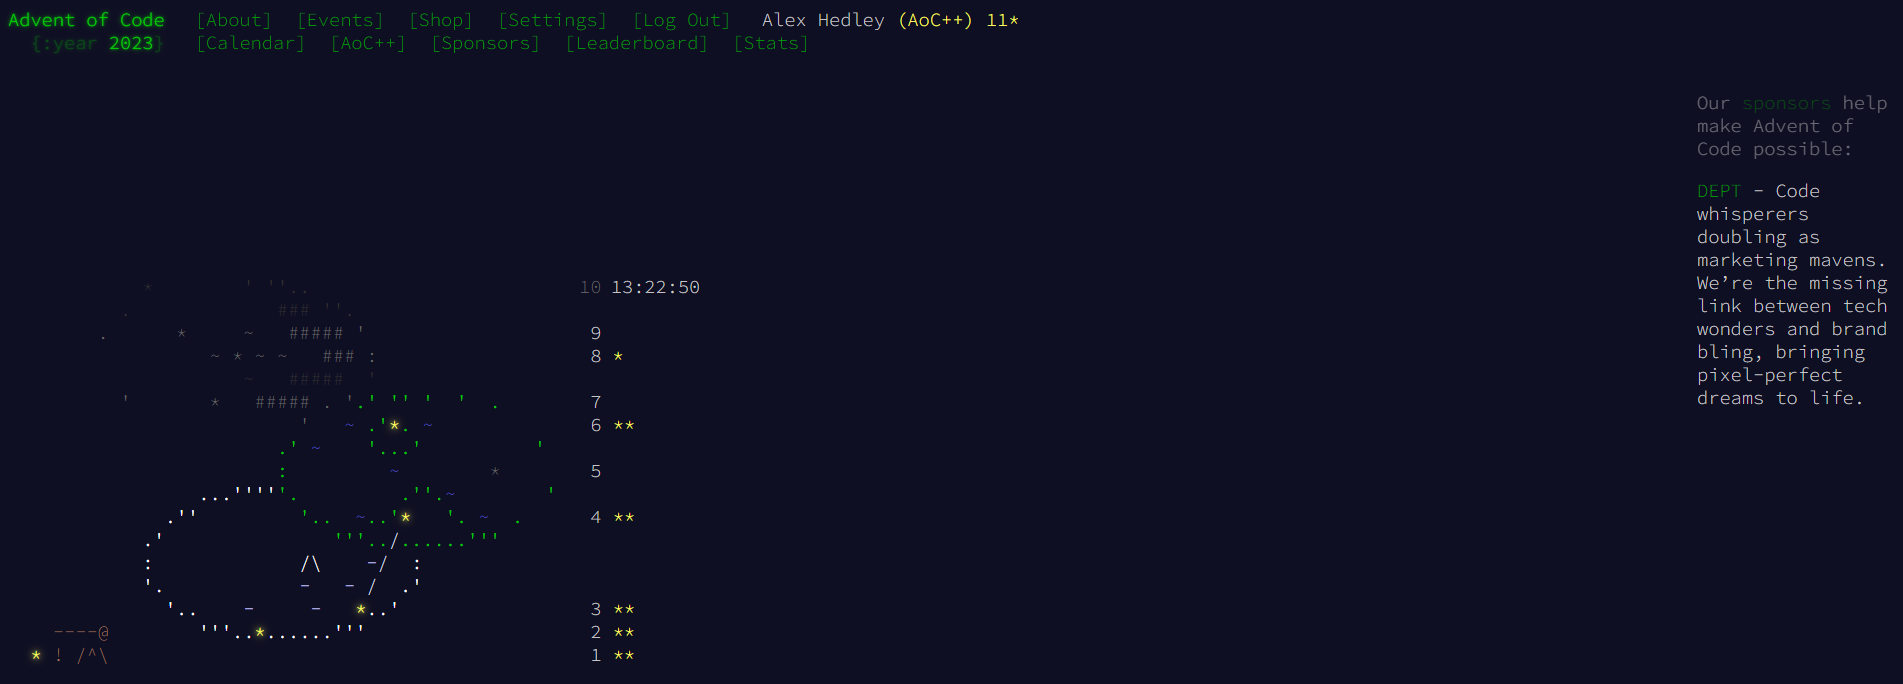 Advent of Code [About] [Events] [Shop] [Settings] [Log Out] Alex Hedley (AoC++) 11*
{:year 2023} [Calendar] [AoC++] [Sponsors] [Leaderboard] [Stats]
Our sponsors help
make Advent of
Code possible:
DEPT - Code
whisperers
doubling as
marketing mavens.
We’re the missing
link between tech
wonders and brand
bling, bringing
pixel-perfect
dreams to life.
* ' ''.. 10 13:22:50
. ### ''.
. * ~ ##### ' 9
~ * ~ ~ ### : 8 *
~ ##### '
' * ##### . '.' '' ' ' . 7
' ~ .'*. ~ 6 **
.' ~ '...' '
: ~ * 5
...'''''. .''.~ '
.'' '.. ~..'* '. ~ . 4 **
.' '''../......'''
: /\ -/ :
'. - - / .'
'.. - - *..' 3 **
----@ '''..*......''' 2 **
* ! /^\ 1 **